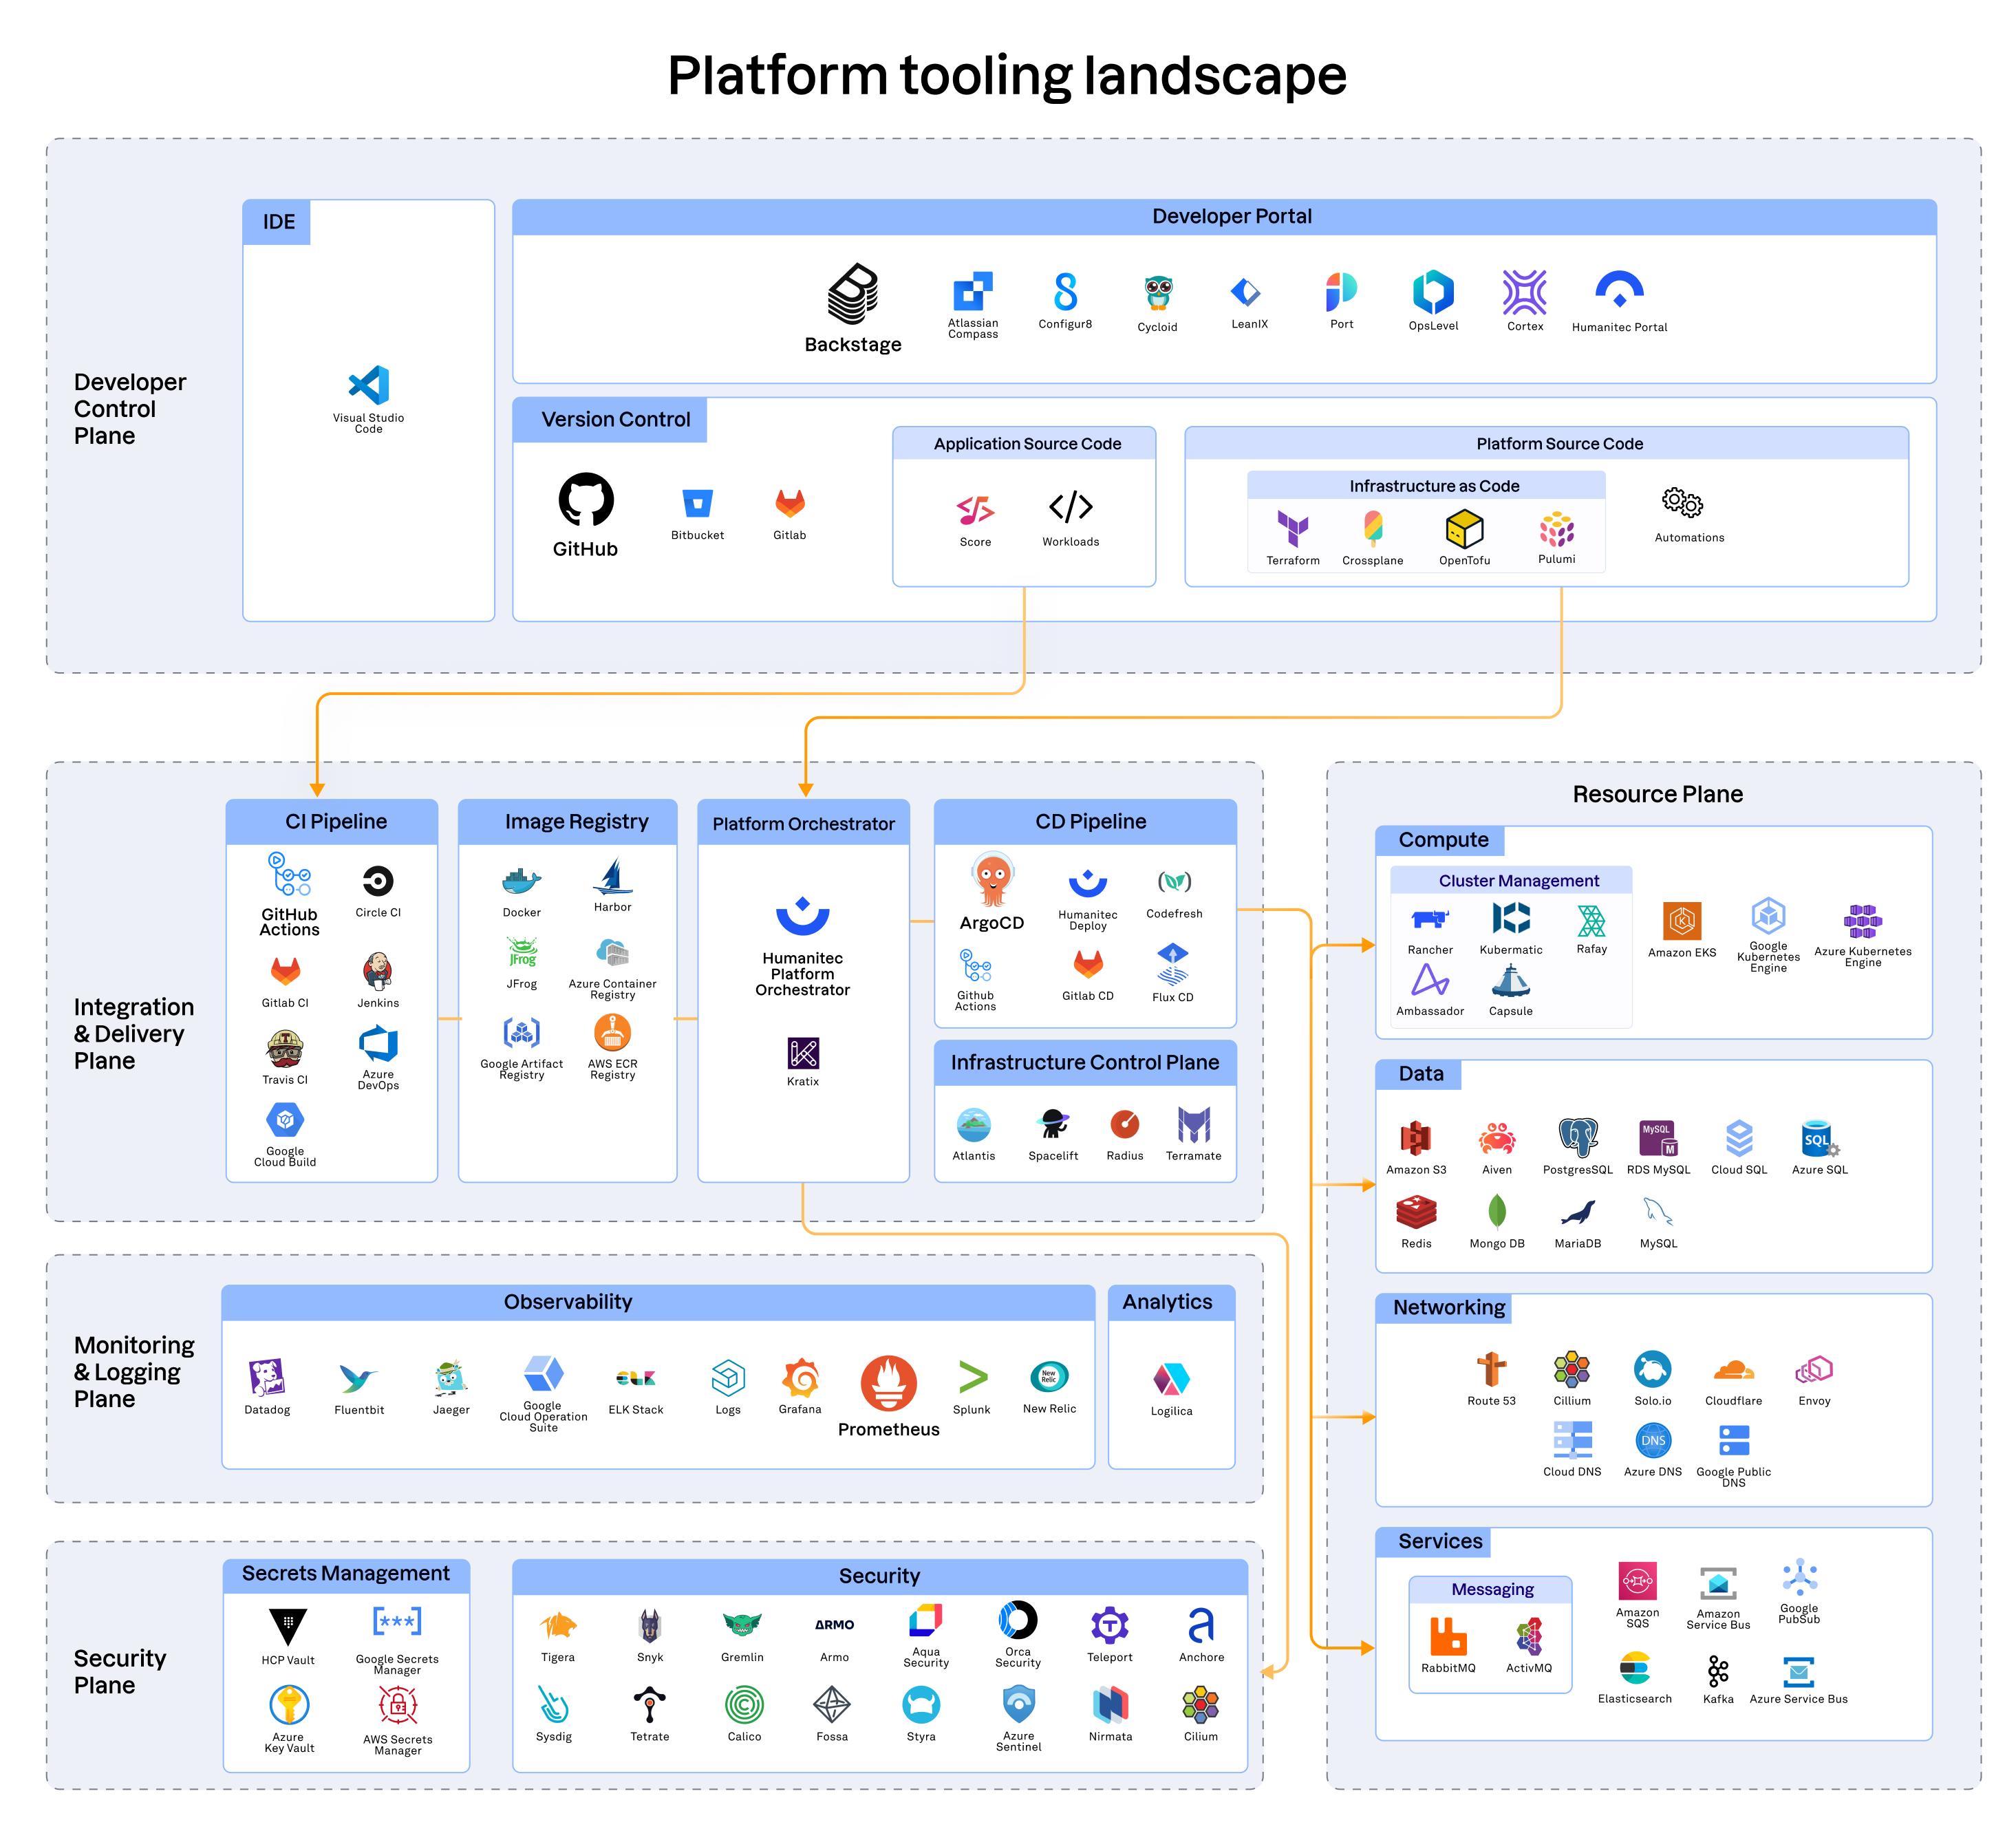 Platform tooling landscape
Developer
Control
Plane
IDE
Visual Studio
Code
Developer Portal
Backstage
Atlassian
Compass
Configur8
Cycloid
LeanIX
Port
OpsLevel
Cortex
Humanitec Portal
Version Control
GitHub
Bitbucket
Gitlab
Application Source Code
Score
Workloads
Platform Source Code
Infrastructure as Code
Terraform
Crossplane
OpenTofu
Pulumi
Automations
Integration
& Delivery
Plane
CI Pipeline
GitHub
Actions
Circle CI
Gitlab CI
Jenkins
Travis CI
Azure
DevOps
Google
Cloud Build
Image Registry
Docker
Harbor
JFrog
JFrog
Azure Container
Registry
Google Artifact
Registry
AWS ECR
Registry
Platform Orchestrator
Humanitec
Platform
Orchestrator
Kratix
CD Pipeline
ArgoCD
Humanitec
Deploy
Codefresh
Github
Actions
Gitlab CD
Flux CD
Infrastructure Control Plane
Atlantis
Spacelift
Radius
Terramate
Monitoring
& Logging
Plane
Observability
Datadog
Fluentbit
Jaeger
Google
Cloud Operation
Suite
ELK
ELK Stack
Logs
Grafana
Prometheus
Splunk
New
Relic
New Relic
Analytics
Logilica
Security
Plane
Secrets Management
HCP Vault
[***]
Google Secrets
Manager
Azure
Key Vault
AWS Secrets
Manager
Security
Tigera
Snyk
Gremlin
ARMO
Armo
Aqua
Security
Orca
Security
Teleport
Anchore
Sysdig
Tetrate
Calico
Fossa
Styra
Azure
Sentinel
Nirmata
Cilium
Resource Plane
Compute
Cluster Management
Rancher
Kubermatic
Rafay
Ambassador
Capsule
Amazon EKS
Google
Kubernetes
Engine
Azure Kubernetes
Engine
Data
Amazon S3
Aiven
PostgresSQL
MySQL
RDS MySQL
Cloud SQL
SQL
Azure SQL
Redis
Mongo DB
MariaDB
MySQL
Networking
Route 53
Cillium
Solo.io
Cloudflare
Envoy
Cloud DNS
DNS
Azure DNS
Google Public
DNS
Services
Messaging
RabbitMQ
ActivMQ
Amazon
SQS
Amazon
Service Bus
Google
PubSub
Elasticsearch
Kafka
Azure Service Bus